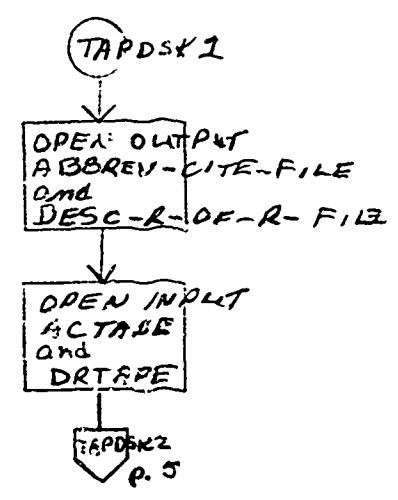 TAPDSK1
OPEN OUTPUT
ABBREV-CITE-FILE
and
DESC-R-OF-R-FILE
OPEN INPUT
ACTAPE
and
DRTAPE
TAPDSK2
p. 5